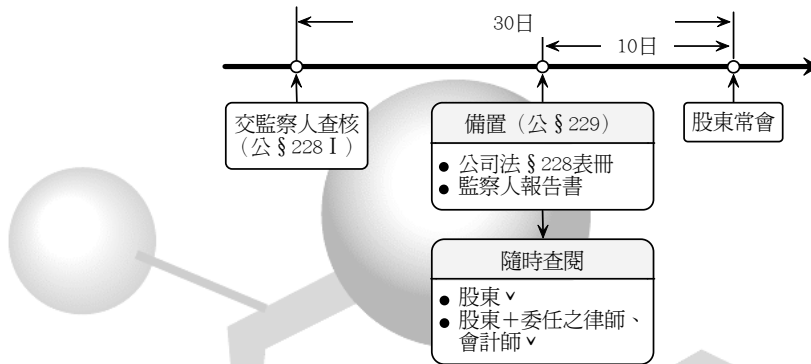 30日
10日
交監察人查核
（公§228Ⅰ）
備置（公§229）
● 公司法§228表冊
● 監察人報告書
股東常會
隨時查閱
● 股東ˇ
● 股東＋委任之律師、
會計師ˇ